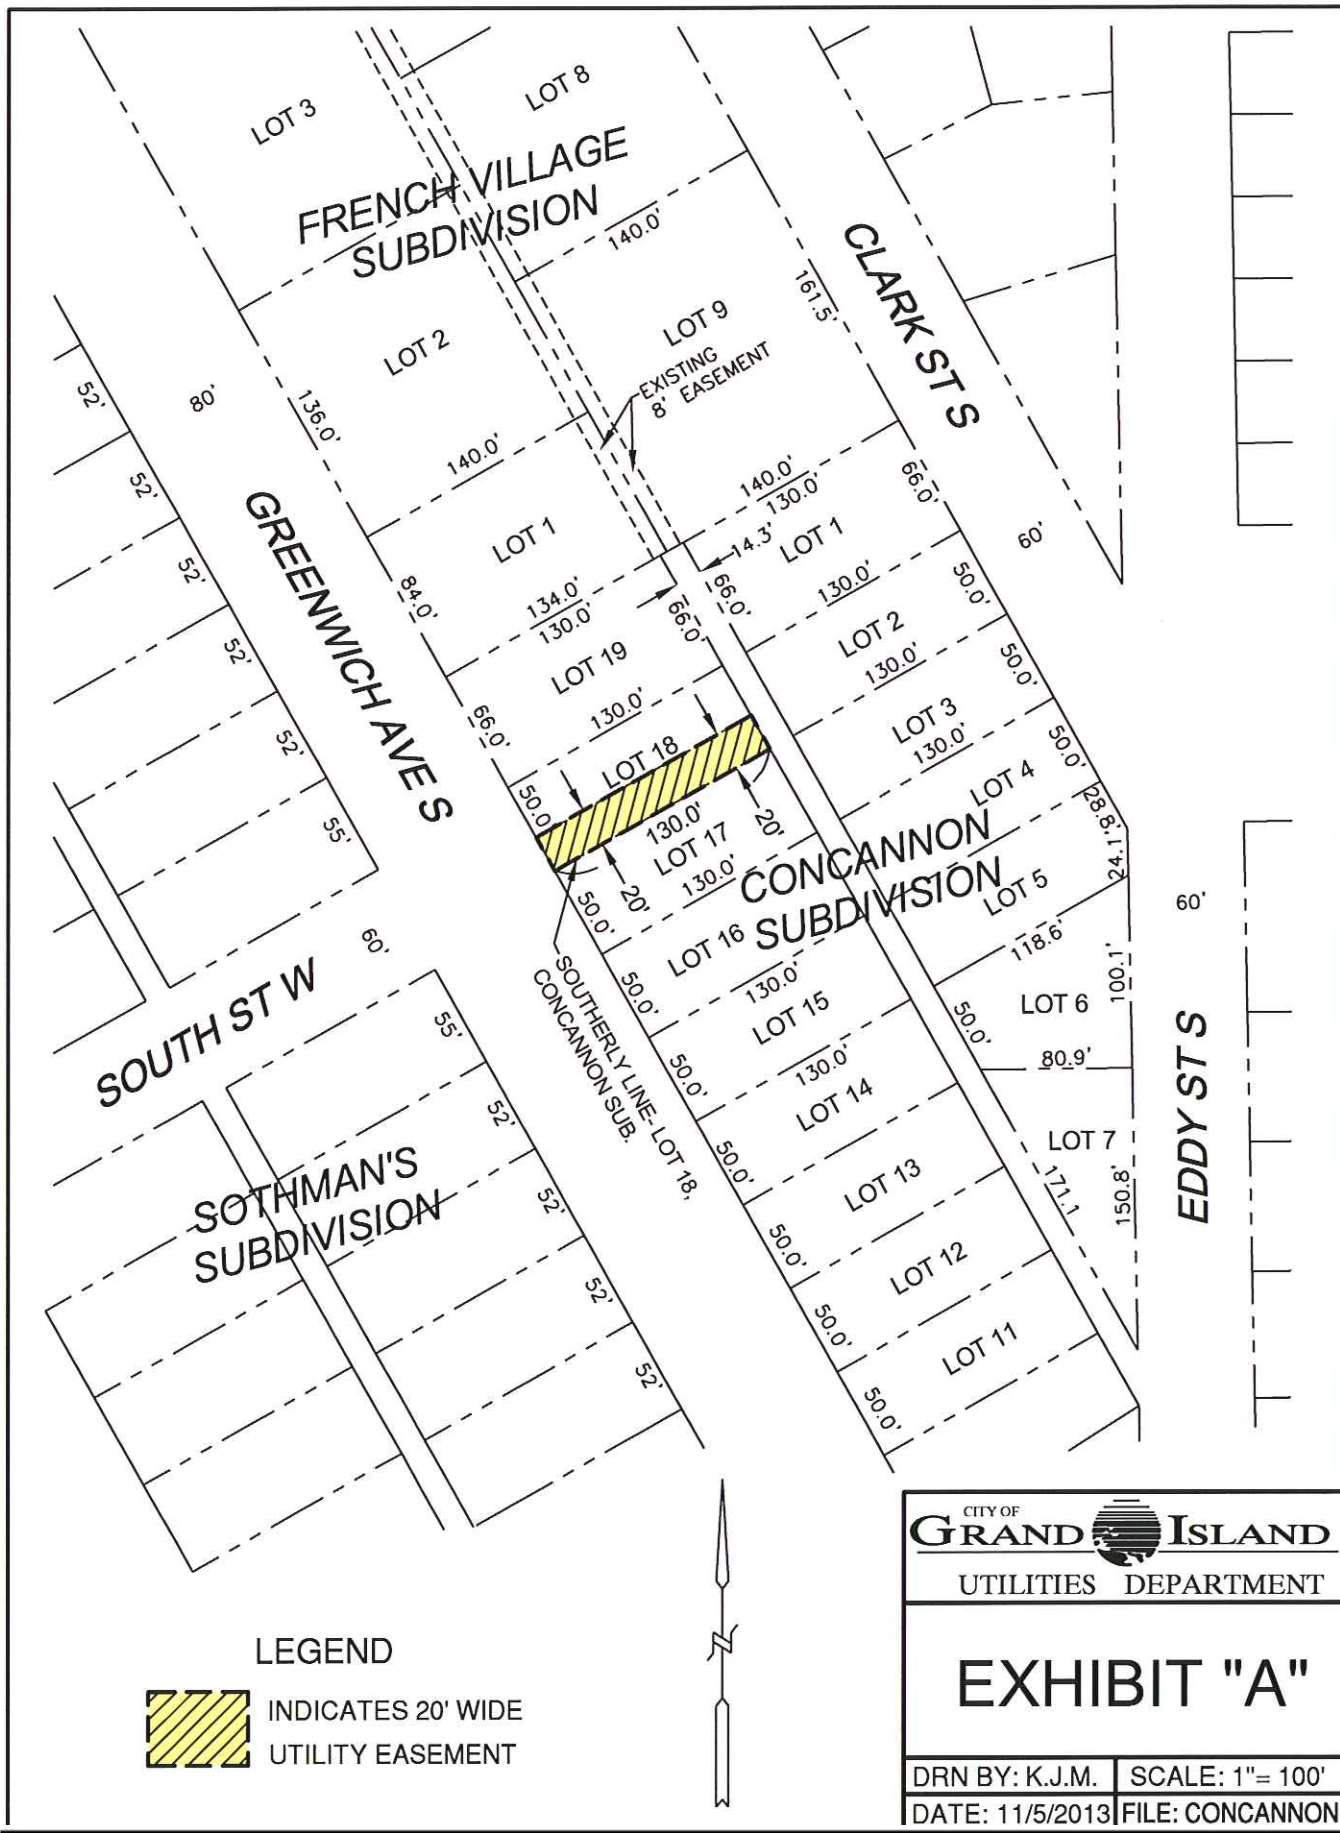 LOT 3
LOT 8
FRENCH VILLAGE
SUBDIVISION
140.0'
CLARK ST S
161.5'
LOT 9
LOT 2
EXISTING
8' EASEMENT
52'
80'
136.0'
140.0'
52'
140.0'
130.0'
66.0'
GREENWICH AVE S
LOT 1
14.3'
LOT 1
60'
52'
84.0'
134.0'
130.0'
66.0'
66.0'
130.0'
50.0'
52'
LOT 19
LOT 2
130.0'
50.0'
66.0'
130.0'
LOT 3
130.0'
50.0'
52'
LOT 18
LOT 4
28.8'
50.0'
55'
130.0'
20'
LOT 17
130.0'
24.1'
CONCANNON
SUBDIVISION
LOT 5
50.0'
20'
60'
60'
LOT 16
118.6'
SOUTH ST W
SOUTHERLY LINE- LOT 18,
CONCANNON SUB.
50.0'
130.0'
100.1'
LOT 6
LOT 15
50.0'
55'
50.0'
130.0'
80.9'
EDDY ST S
52'
LOT 14
LOT 7
50.0'
SOTHMAN'S
SUBDIVISION
LOT 13
171.1
150.8'
52'
50.0'
LOT 12
52'
50.0'
LOT 11
52'
50.0'
CITY OF
GRAND ISLAND
UTILITIES DEPARTMENT
EXHIBIT "A"
LEGEND
INDICATES 20' WIDE
UTILITY EASEMENT
DRN BY: K.J.M.
SCALE: 1"= 100'
DATE: 11/5/2013
FILE: CONCANNON